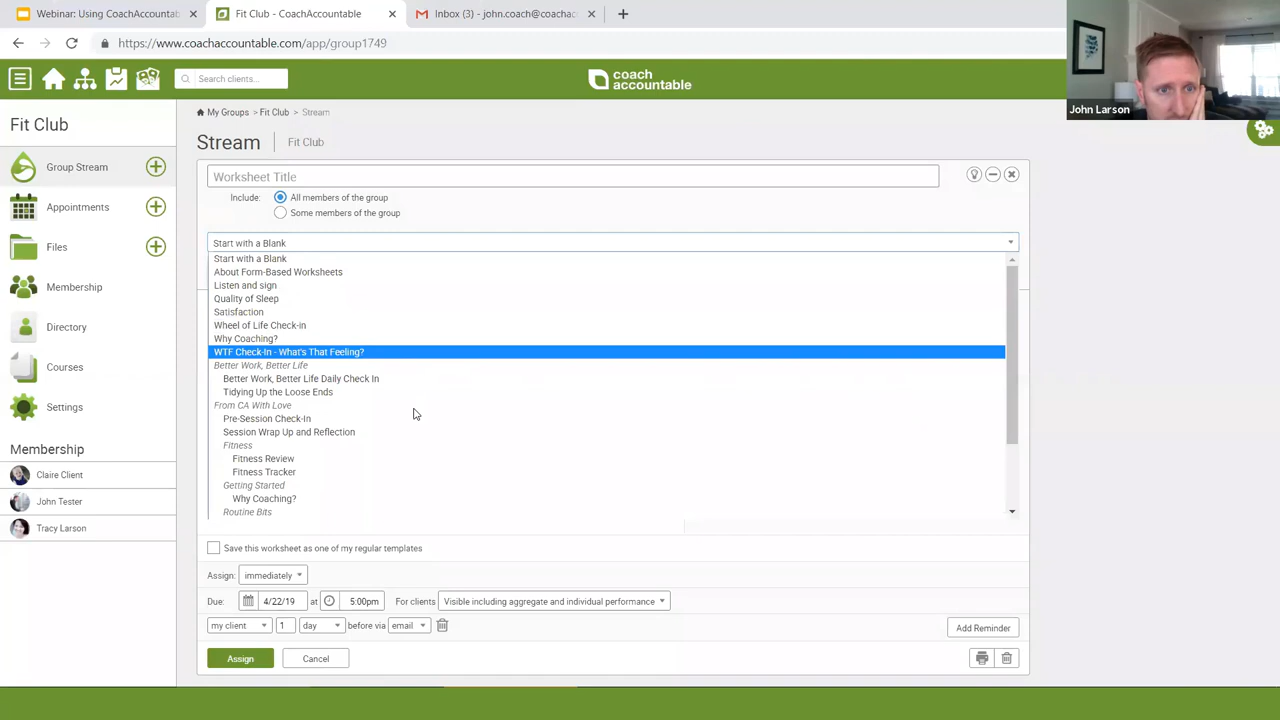 Webinar: Using CoachAccountab
Fit Club - CoachAccountable
Inbox (3) - john.coach@coachac
https://www.coachaccountable.com/app/group1749
Search clients...
coach
accountable
John Larson
Fit Club
My Groups > Fit Club > Stream
Stream
Fit Club
Group Stream
Appointments
Files
Membership
Directory
Courses
Settings
Membership
Claire Client
John Tester
Tracy Larson
Worksheet Title
Include:
All members of the group
Some members of the group
Start with a Blank
Start with a Blank
About Form-Based Worksheets
Listen and sign
Quality of Sleep
Satisfaction
Wheel of Life Check-in
Why Coaching?
WTF Check-In - What's That Feeling?
Better Work, Better Life
Better Work, Better Life Daily Check In
Tidying Up the Loose Ends
From CA With Love
Pre-Session Check-In
Session Wrap Up and Reflection
Fitness
Fitness Review
Fitness Tracker
Getting Started
Why Coaching?
Routine Bits
Save this worksheet as one of my regular templates
Assign: immediately
Due: 4/22/19 at 5:00pm For clients Visible including aggregate and individual performance
my client 1 day before via email
Add Reminder
Assign
Cancel